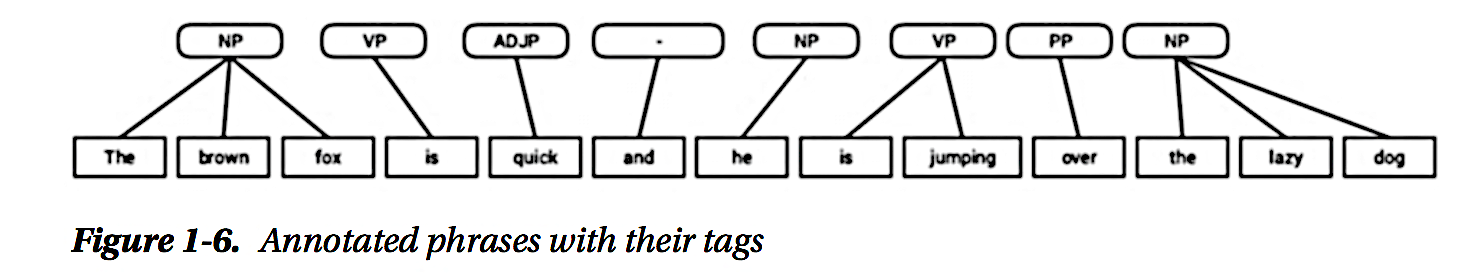 NP VP ADJP - NP VP PP NP
The brown fox is quick and he is jumping over the lazy dog
Figure 1-6. Annotated phrases with their tags